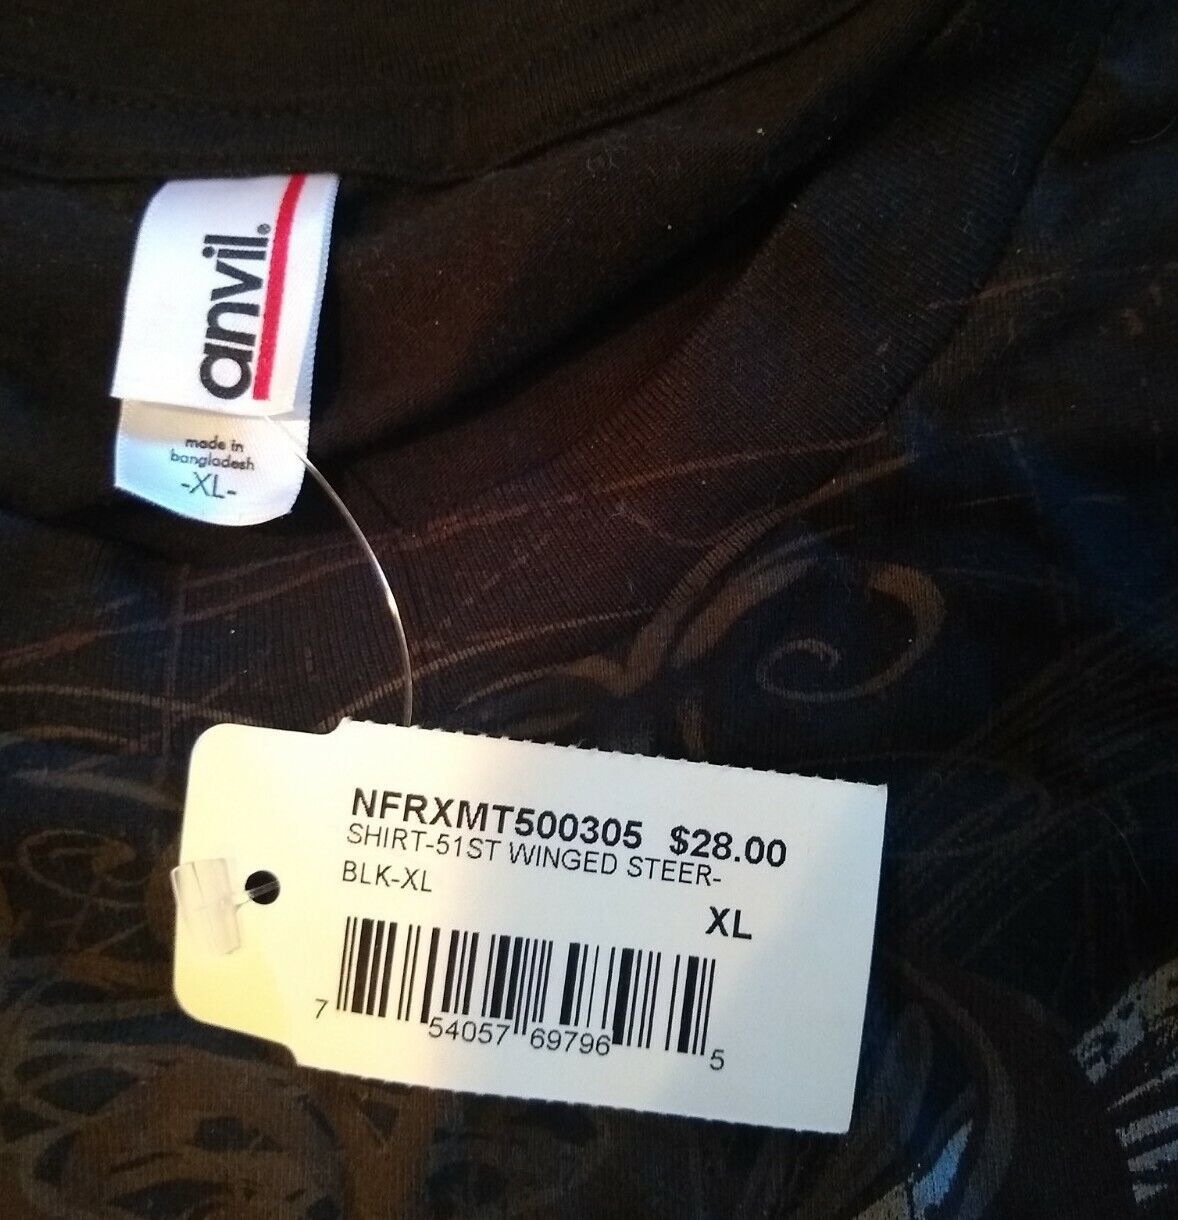 anvil®
made in
bangladesh
-XL-
NFRXMT500305 $28.00
SHIRT-51ST WINGED STEER-
BLK-XL
XL
7 54057 69796 5